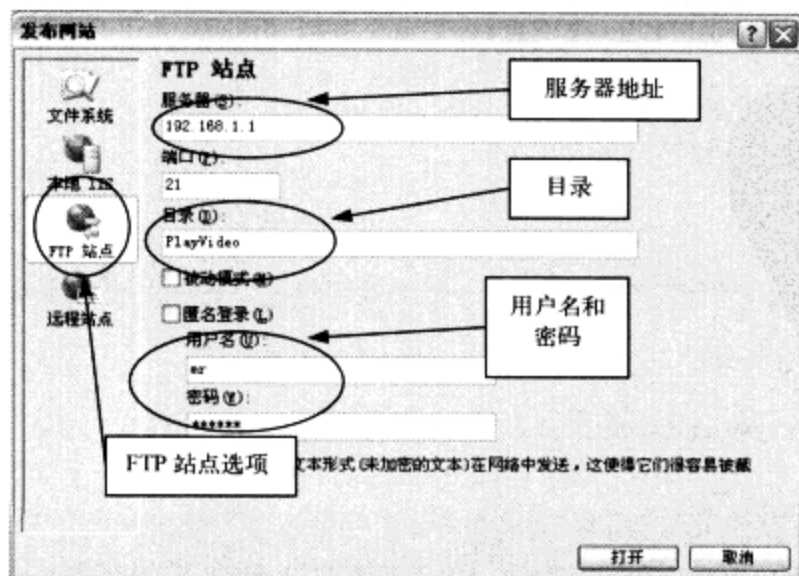 发布网站
文件系统
本地 IIS
FTP 站点
远程站点
FTP 站点
服务器(S):
192.168.1.1
端口(P):
21
目录(D):
PlayVideo
被动模式(M)
匿名登录(L)
用户名(U):
mr
密码(W):
******
文本形式(未加密的文本)在网络中发送，这使得它们很容易被截
打开
取消
服务器地址
目录
用户名和
密码
FTP 站点选项